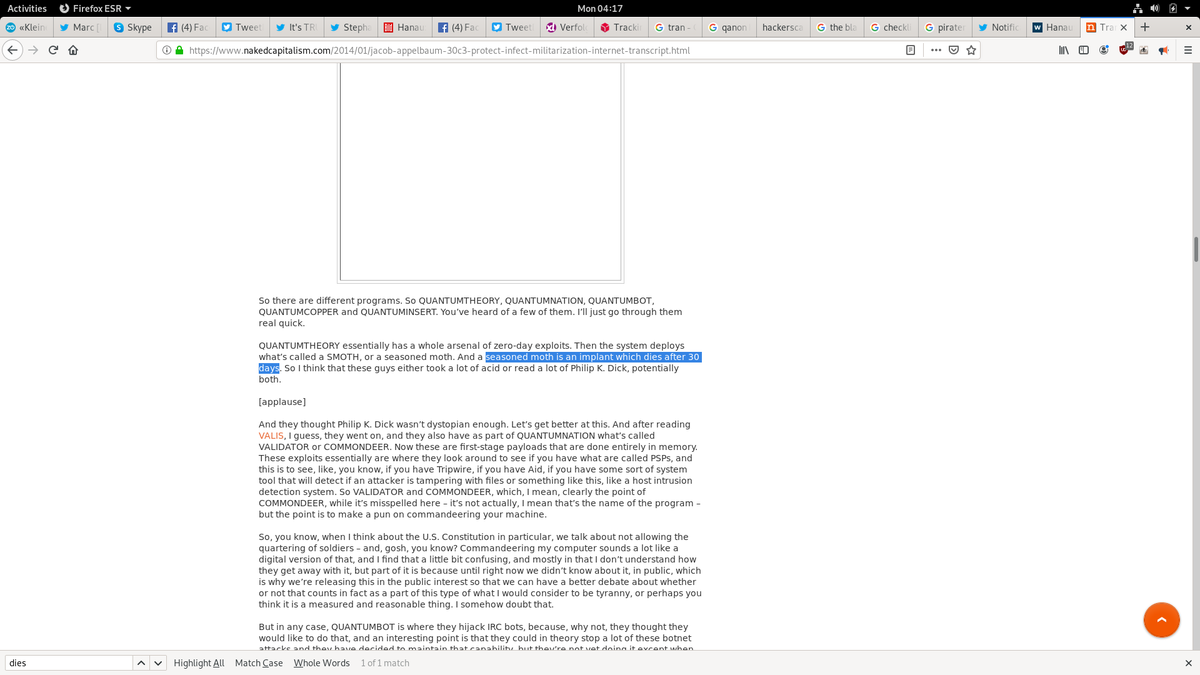 Activities Firefox ESR Mon 04:17
«Klein Marc Skype (4) Fac Tweet It's TR Steph Hanau (4) Fac Tweet Verfol Trackin tran - qanon hackersca the bla checkl pirate Notific Hanau Tra
https://www.nakedcapitalism.com/2014/01/jacob-appelbaum-30c3-protect-infect-militarization-internet-transcript.html
So there are different programs. So QUANTUMTHEORY, QUANTUMNATION, QUANTUMBOT,
QUANTUMCOPPER and QUANTUMINSERT. You've heard of a few of them. I'll just go through them
real quick.
QUANTUMTHEORY essentially has a whole arsenal of zero-day exploits. Then the system deploys
what's called a SMOTH, or a seasoned moth. And a seasoned moth is an implant which dies after 30
days. So I think that these guys either took a lot of acid or read a lot of Philip K. Dick, potentially
both.
[applause]
And they thought Philip K. Dick wasn't dystopian enough. Let's get better at this. And after reading
VALIS, I guess, they went on, and they also have as part of QUANTUMNATION what's called
VALIDATOR or COMMONDEER. Now these are first-stage payloads that are done entirely in memory.
These exploits essentially are where they look around to see if you have what are called PSPs, and
this is to see, like, you know, if you have Tripwire, if you have Aid, if you have some sort of system
tool that will detect if an attacker is tampering with files or something like this, like a host intrusion
detection system. So VALIDATOR and COMMONDEER, which, I mean, clearly the point of
COMMONDEER, while it's misspelled here – it's not actually, I mean that's the name of the program –
but the point is to make a pun on commandeering your machine.
So, you know, when I think about the U.S. Constitution in particular, we talk about not allowing the
quartering of soldiers – and, gosh, you know? Commandeering my computer sounds a lot like a
digital version of that, and I find that a little bit confusing, and mostly in that I don't understand how
they get away with it, but part of it is because until right now we didn't know about it, in public, which
is why we're releasing this in the public interest so that we can have a better debate about whether
or not that counts in fact as a part of this type of what I would consider to be tyranny, or perhaps you
think it is a measured and reasonable thing. I somehow doubt that.
But in any case, QUANTUMBOT is where they hijack IRC bots, because, why not, they thought they
would like to do that, and an interesting point is that they could in theory stop a lot of these botnet
attacks and they have decided to maintain that capability, but they're not yet doing it except when
dies Highlight All Match Case Whole Words 1 of 1 match